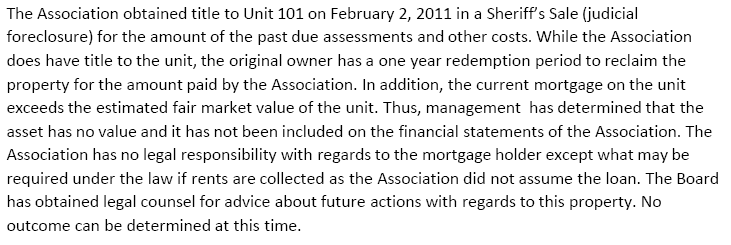 The Association obtained title to Unit 101 on February 2, 2011 in a Sheriff's Sale (judicial
foreclosure) for the amount of the past due assessments and other costs. While the Association
does have title to the unit, the original owner has a one year redemption period to reclaim the
property for the amount paid by the Association. In addition, the current mortgage on the unit
exceeds the estimated fair market value of the unit. Thus, management  has determined that the
asset has no value and it has not been included on the financial statements of the Association. The
Association has no legal responsibility with regards to the mortgage holder except what may be
required under the law if rents are collected as the Association did not assume the loan. The Board
has obtained legal counsel for advice about future actions with regards to this property. No
outcome can be determined at this time.